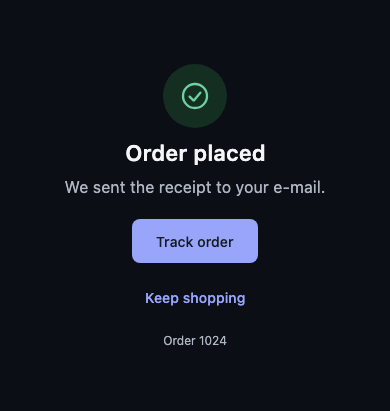 Order placed
We sent the receipt to your e-mail.
Track order
Keep shopping
Order 1024